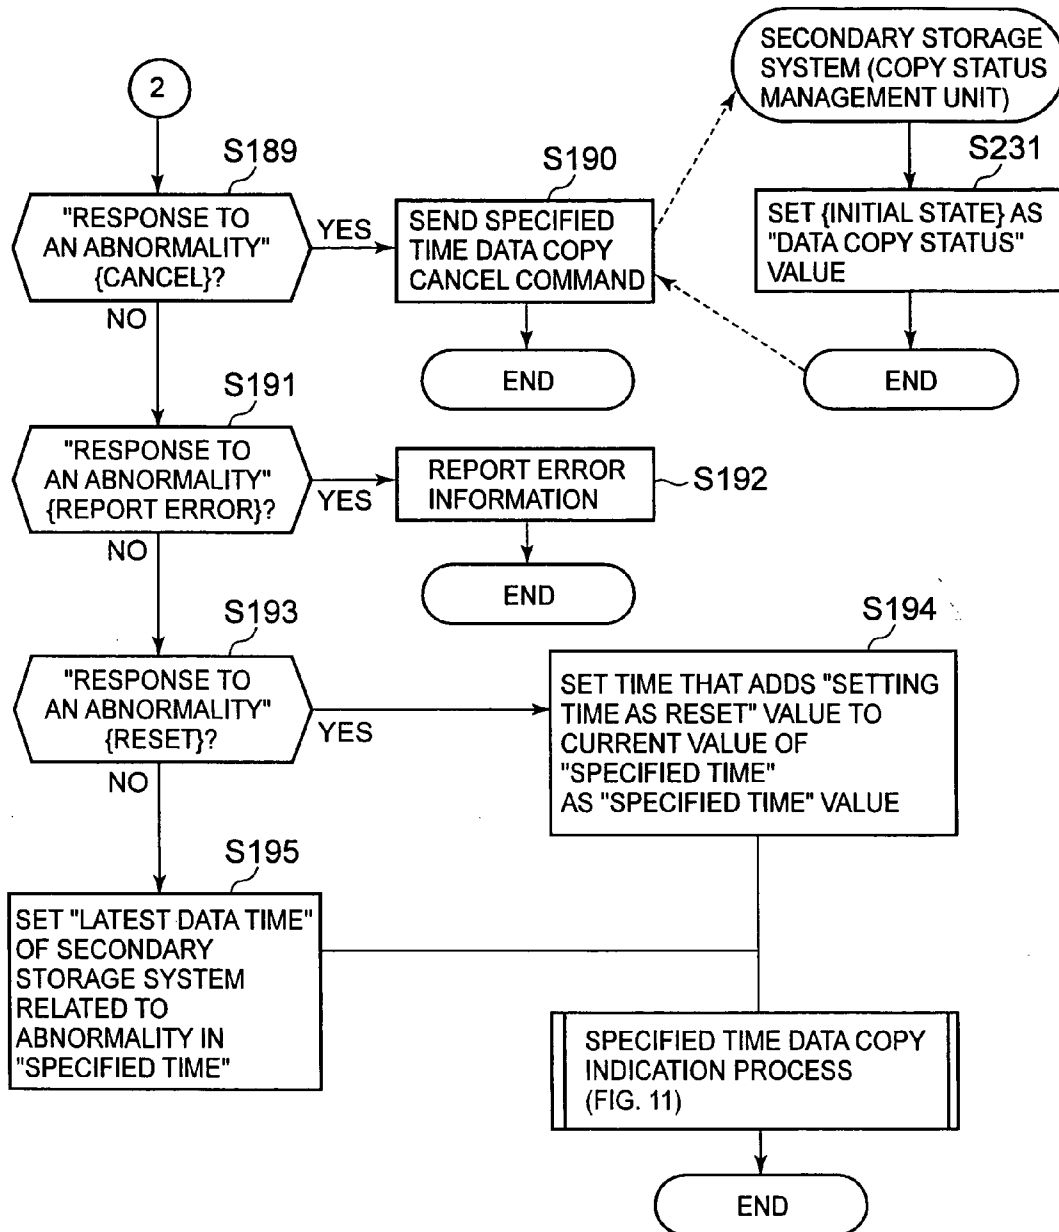 2
S189
"RESPONSE TO
AN ABNORMALITY"
{CANCEL}?
YES
NO
S190
SEND SPECIFIED
TIME DATA COPY
CANCEL COMMAND
END
SECONDARY STORAGE
SYSTEM (COPY STATUS
MANAGEMENT UNIT)
S231
SET {INITIAL STATE} AS
"DATA COPY STATUS"
VALUE
END
S191
"RESPONSE TO
AN ABNORMALITY"
{REPORT ERROR}?
YES
NO
REPORT ERROR
INFORMATION
S192
END
S193
"RESPONSE TO
AN ABNORMALITY"
{RESET}?
YES
NO
S194
SET TIME THAT ADDS "SETTING
TIME AS RESET" VALUE TO
CURRENT VALUE OF
"SPECIFIED TIME"
AS "SPECIFIED TIME" VALUE
S195
SET "LATEST DATA TIME"
OF SECONDARY
STORAGE SYSTEM
RELATED TO
ABNORMALITY IN
"SPECIFIED TIME"
SPECIFIED TIME DATA COPY
INDICATION PROCESS
(FIG. 11)
END